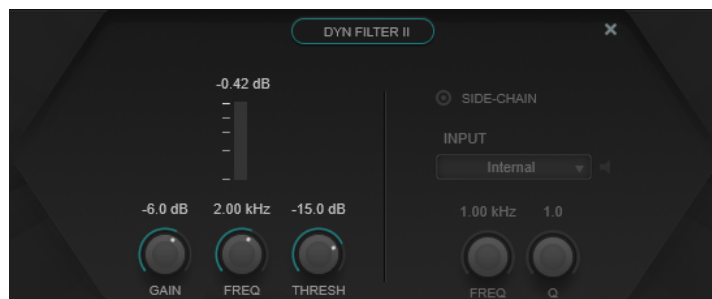 DYN FILTER II
-0.42 dB
-6.0 dB 2.00 kHz -15.0 dB
GAIN FREQ THRESH
SIDE-CHAIN
INPUT
Internal
1.00 kHz 1.0
FREQ Q